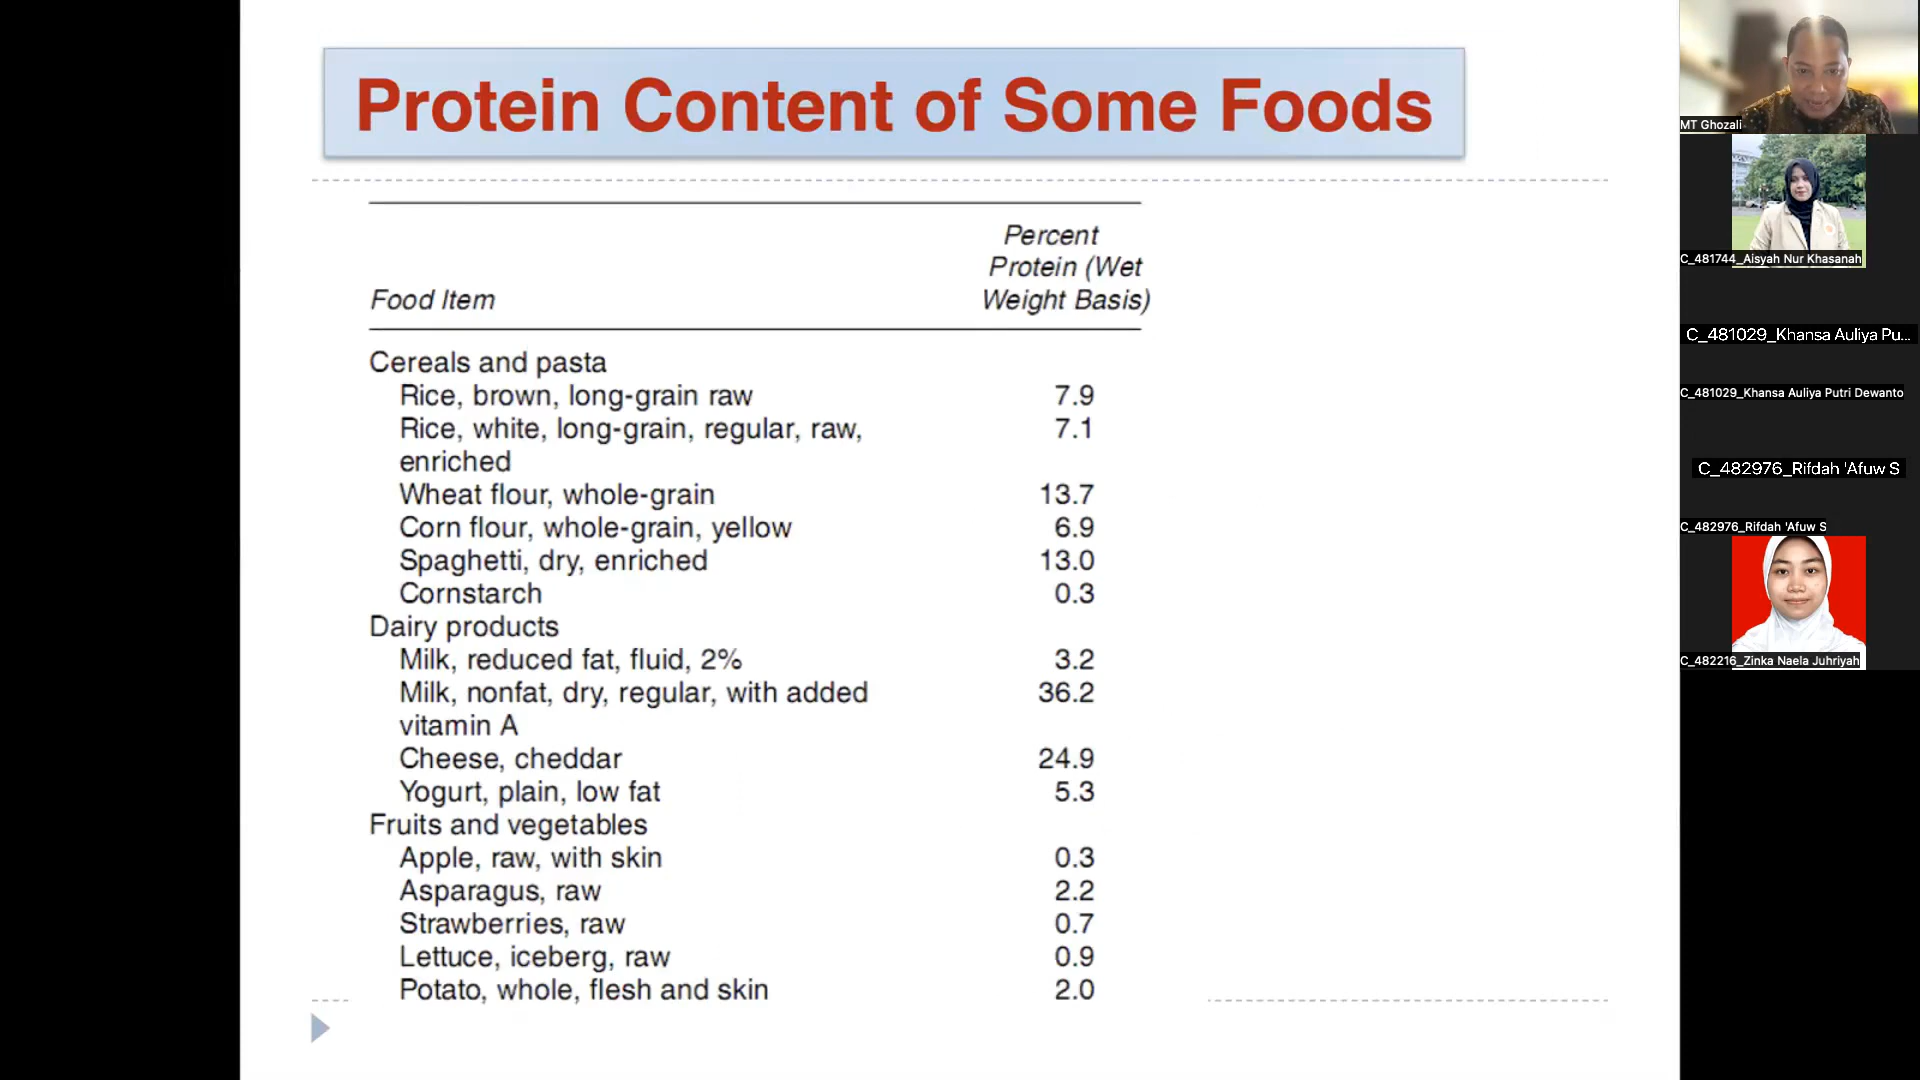 Protein Content of Some Foods
Percent
Protein (Wet
Food Item Weight Basis)
Cereals and pasta
Rice, brown, long-grain raw 7.9
Rice, white, long-grain, regular, raw, 7.1
enriched
Wheat flour, whole-grain 13.7
Corn flour, whole-grain, yellow 6.9
Spaghetti, dry, enriched 13.0
Cornstarch 0.3
Dairy products
Milk, reduced fat, fluid, 2% 3.2
Milk, nonfat, dry, regular, with added 36.2
vitamin A
Cheese, cheddar 24.9
Yogurt, plain, low fat 5.3
Fruits and vegetables
Apple, raw, with skin 0.3
Asparagus, raw 2.2
Strawberries, raw 0.7
Lettuce, iceberg, raw 0.9
Potato, whole, flesh and skin 2.0
MT Ghozali
C_481744_Aisyah Nur Khasanah
C_481029_Khansa Auliya Pu...
C_481029_Khansa Auliya Putri Dewanto
C_482976_Rifdah 'Afuw S
C_482976_Rifdah 'Afuw S
C_482216_Zinka Naela Juhriyah